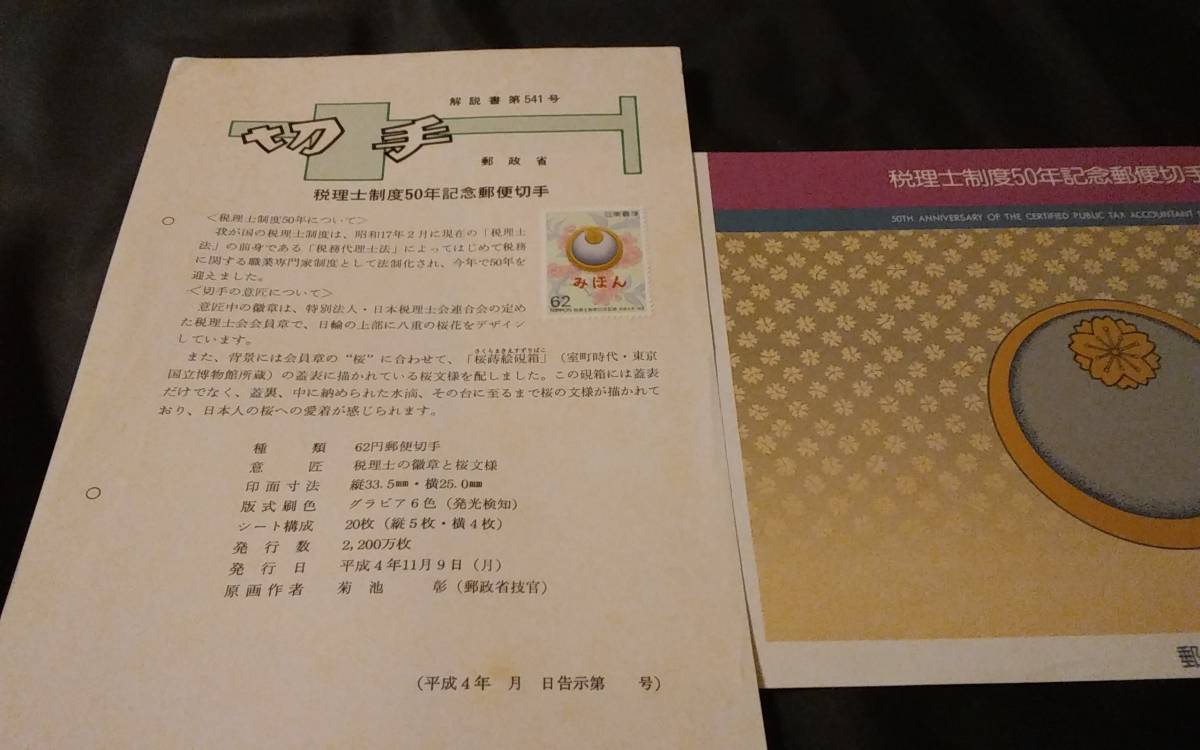 解説書第541号
切手
郵政省
税理士制度50年記念郵便切手
＜税理士制度50年について＞
我が国の税理士制度は、昭和17年2月に現在の「税理士
法」の前身である「税務代理士法」によってはじめて税務
に関する職業専門家制度として法制化され、今年で50年を
迎えました。
＜切手の意匠について＞
意匠中の徽章は、特別法人・日本税理士会連合会の定め
た税理士会会員章で、日輪の上部に八重の桜花をデザイン
しています。
さくらまきえすずりばこ
また、背景には会員章の“桜”に合わせて、「桜蒔絵硯箱」（室町時代・東京
国立博物館所蔵）の蓋表に描かれている桜文様を配しました。この硯箱には蓋表
だけでなく、蓋裏、中に納められた水滴、その台に至るまで桜の文様が描かれて
おり、日本人の桜への愛着が感じられます。
日本郵便
みほん
62
NIPPON
種類 62円郵便切手
意匠 税理士の徽章と桜文様
印面寸法 縦33.5㎜・横25.0㎜
版式刷色 グラビア6色（発光検知）
シート構成 20枚（縦5枚・横4枚）
発行数 2,200万枚
発行日 平成4年11月9日（月）
原画作者 菊池 彰（郵政省技官）
（平成4年 月 日告示第 号）
税理士制度50年記念郵便切手
50TH ANNIVERSARY OF THE CERTIFIED PUBLIC TAX ACCOUNTANT
郵